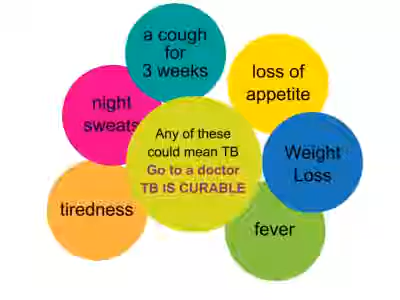 a cough
for
3 weeks
loss of
appetite
night
sweats
Any of these
could mean TB
Go to a doctor
TB IS CURABLE
Weight
Loss
tiredness
fever